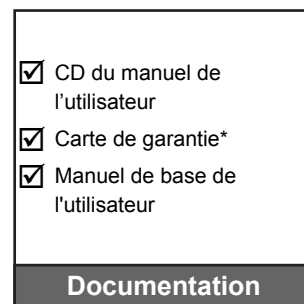 CD du manuel de
l’utilisateur
Carte de garantie*
Manuel de base de
l'utilisateur
Documentation